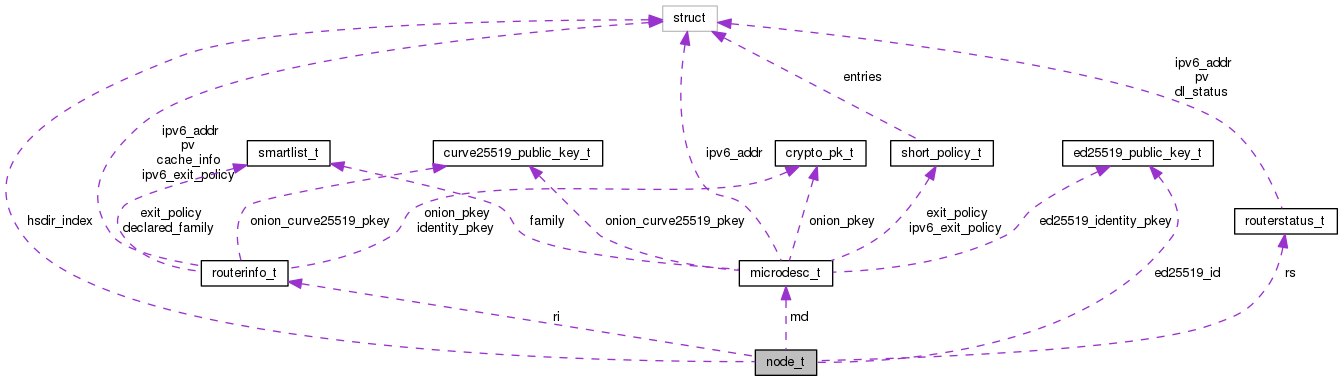 struct
ipv6_addr
pv
dl_status
entries
ipv6_addr
pv
cache_info
ipv6_exit_policy
smartlist_t
curve25519_public_key_t
ipv6_addr
crypto_pk_t
short_policy_t
ed25519_public_key_t
hsdir_index
exit_policy
declared_family
onion_curve25519_pkey
onion_pkey
identity_pkey
family
onion_curve25519_pkey
onion_pkey
exit_policy
ipv6_exit_policy
ed25519_identity_pkey
routerstatus_t
routerinfo_t
microdesc_t
ed25519_id
rs
ri
md
node_t